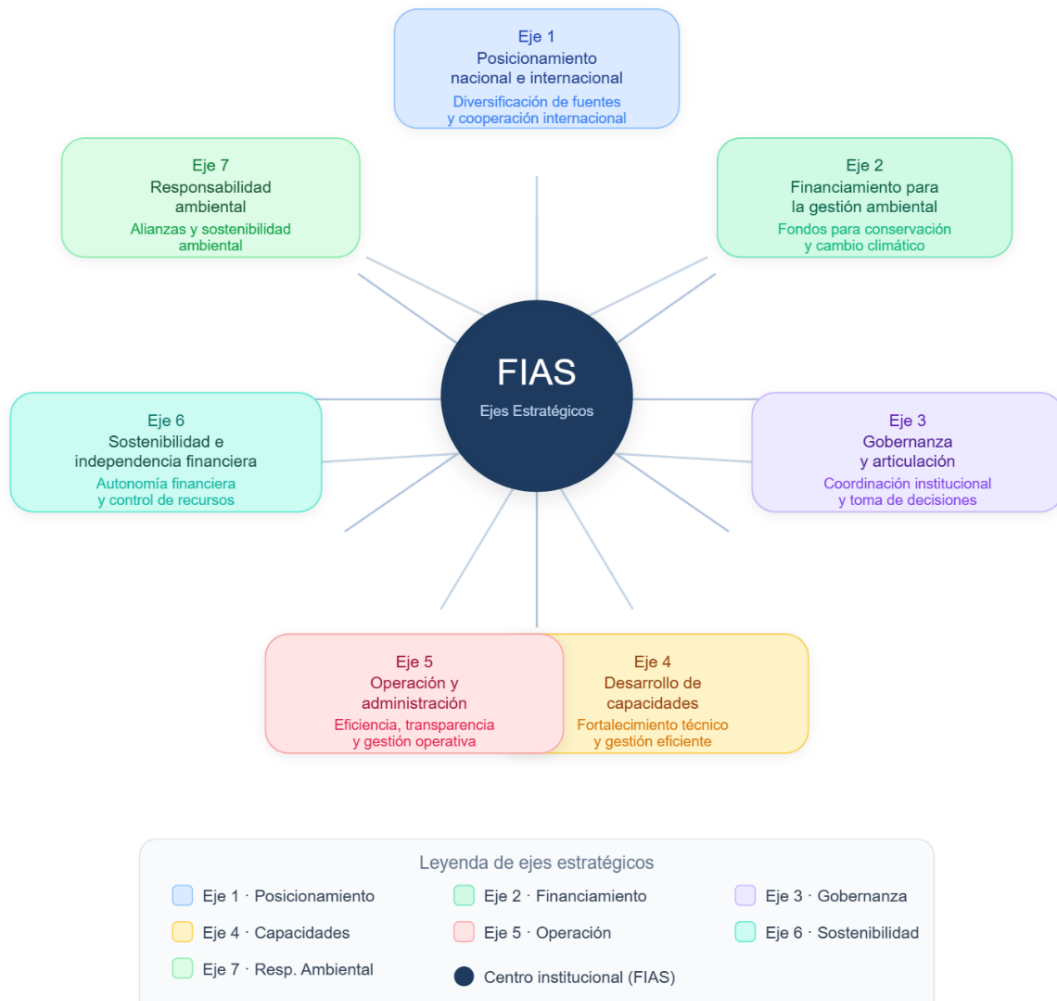 Eje 1
Posicionamiento
nacional e internacional
Diversificación de fuentes
y cooperación internacional
Eje 7
Responsabilidad
ambiental
Alianzas y sostenibilidad
ambiental
Eje 2
Financiamiento para
la gestión ambiental
Fondos para conservación
y cambio climático
FIAS
Ejes Estratégicos
Eje 6
Sostenibilidad e
independencia financiera
Autonomía financiera
y control de recursos
Eje 3
Gobernanza
y articulación
Coordinación institucional
y toma de decisiones
Eje 5
Operación y
administración
Eficiencia, transparencia
y gestión operativa
Eje 4
Desarrollo de
capacidades
Fortalecimiento técnico
y gestión eficiente
Leyenda de ejes estratégicos
Eje 1 · Posicionamiento
Eje 2 · Financiamiento
Eje 3 · Gobernanza
Eje 4 · Capacidades
Eje 5 · Operación
Eje 6 · Sostenibilidad
Eje 7 · Resp. Ambiental
Centro institucional (FIAS)